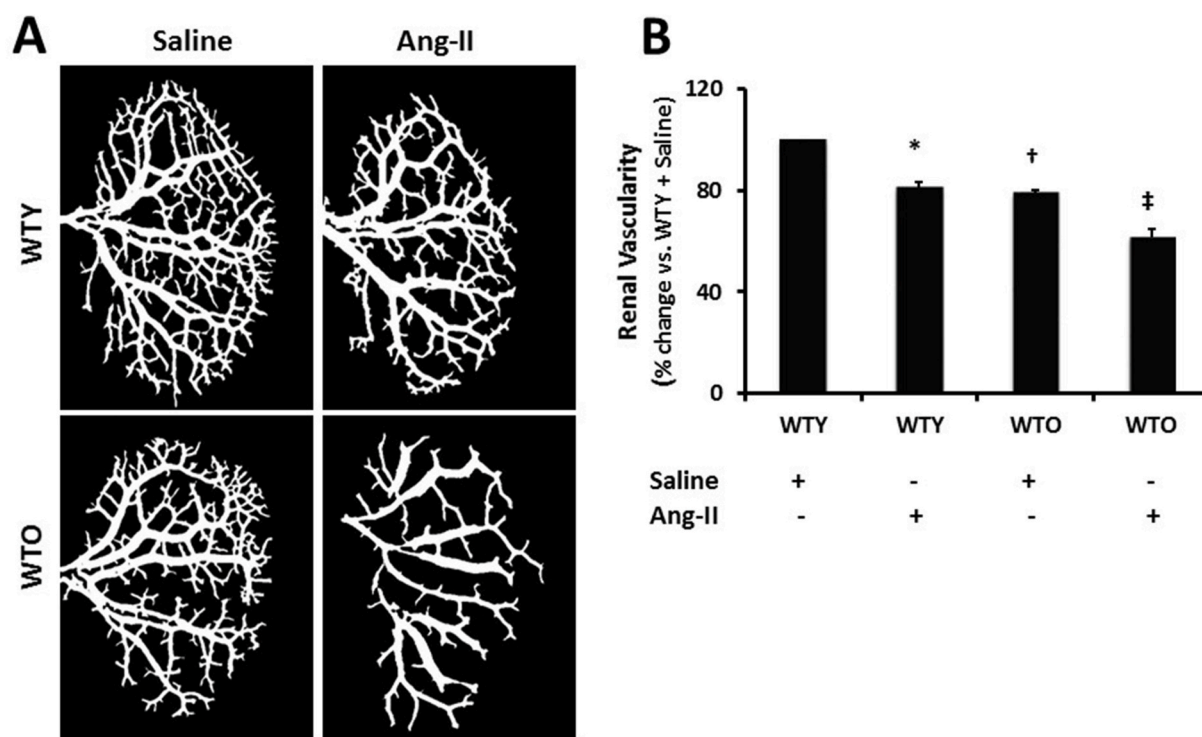 A
Saline Ang-II
WTY
WTO
B
Renal Vascularity
(% change vs. WTY + Saline)
120
80
40
0
*
†
‡
WTY WTY WTO WTO
Saline + - + -
Ang-II - + - +